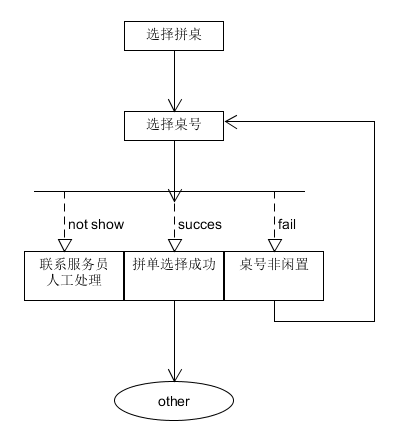 选择拼桌
选择桌号
not show
succes
fail
联系服务员
人工处理
拼单选择成功
桌号非闲置
other